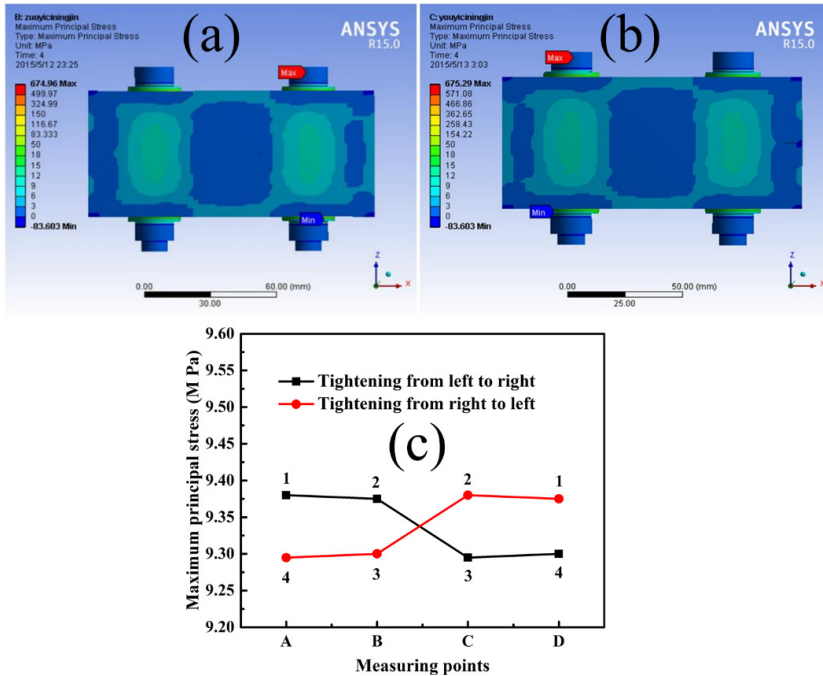 B: zuoyiciningjin
Maximum Principal Stress
Type: Maximum Principal Stress
Unit: MPa
Time: 4
2015/5/12 23:25
(a)
ANSYS
R15.0
674.96 Max
499.97
324.99
150
116.67
83.333
50
18
15
12
9
6
3
0
-83.603 Min
Max
Min
0.00
60.00 (mm)
30.00
Z
X
C: youyiciningjin
Maximum Principal Stress
Type: Maximum Principal Stress
Unit: MPa
Time: 4
2015/5/13 3:03
(b)
ANSYS
R15.0
675.29 Max
571.08
466.86
362.65
258.43
154.22
50
18
15
12
9
6
3
0
-83.603 Min
Max
Min
0.00
50.00 (mm)
25.00
Z
X
Maximum principal stress (M Pa)
9.60
9.55
9.50
9.45
9.40
9.35
9.30
9.25
9.20
Tightening from left to right
Tightening from right to left
(c)
1 2 2 1
4 3 3 4
A B C D
Measuring points